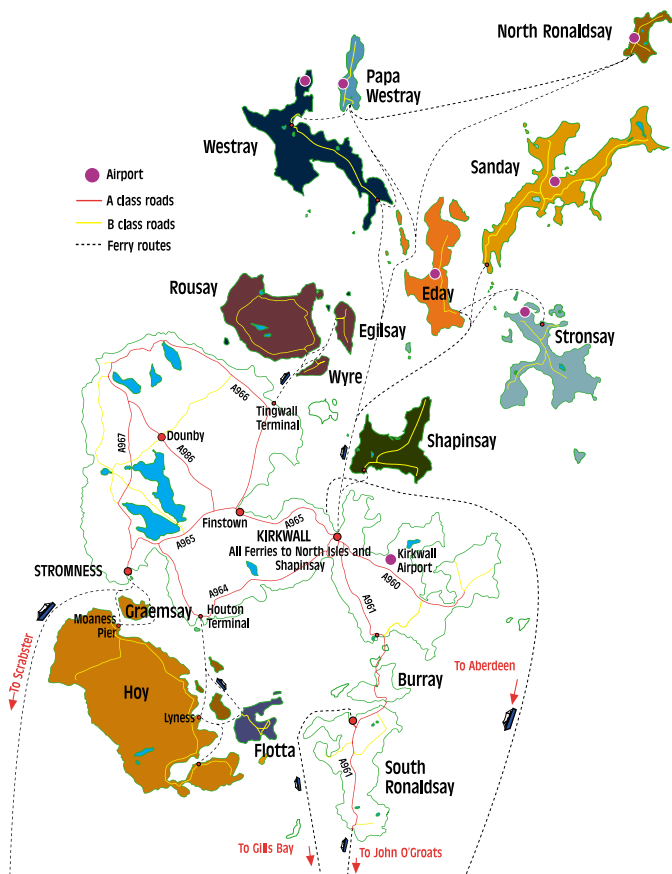 North Ronaldsay
Papa
Westray
Westray
Sanday
Airport
A class roads
B class roads
Ferry routes
Rousay
Eday
Egilsay
Stronsay
Wyre
A966
Tingwall
Terminal
A967
Dounby
A996
Shapinsay
Finstown
A965
A965
KIRKWALL
All Ferries to North Isles and
Shapinsay
Kirkwall
Airport
STROMNESS
A964
A960
A961
Graemsay
Houton
Terminal
Moaness
Pier
To Scrabster
To Aberdeen
Burray
Hoy
Lyness
Flotta
A961
South
Ronaldsay
To Gills Bay
To John O'Groats